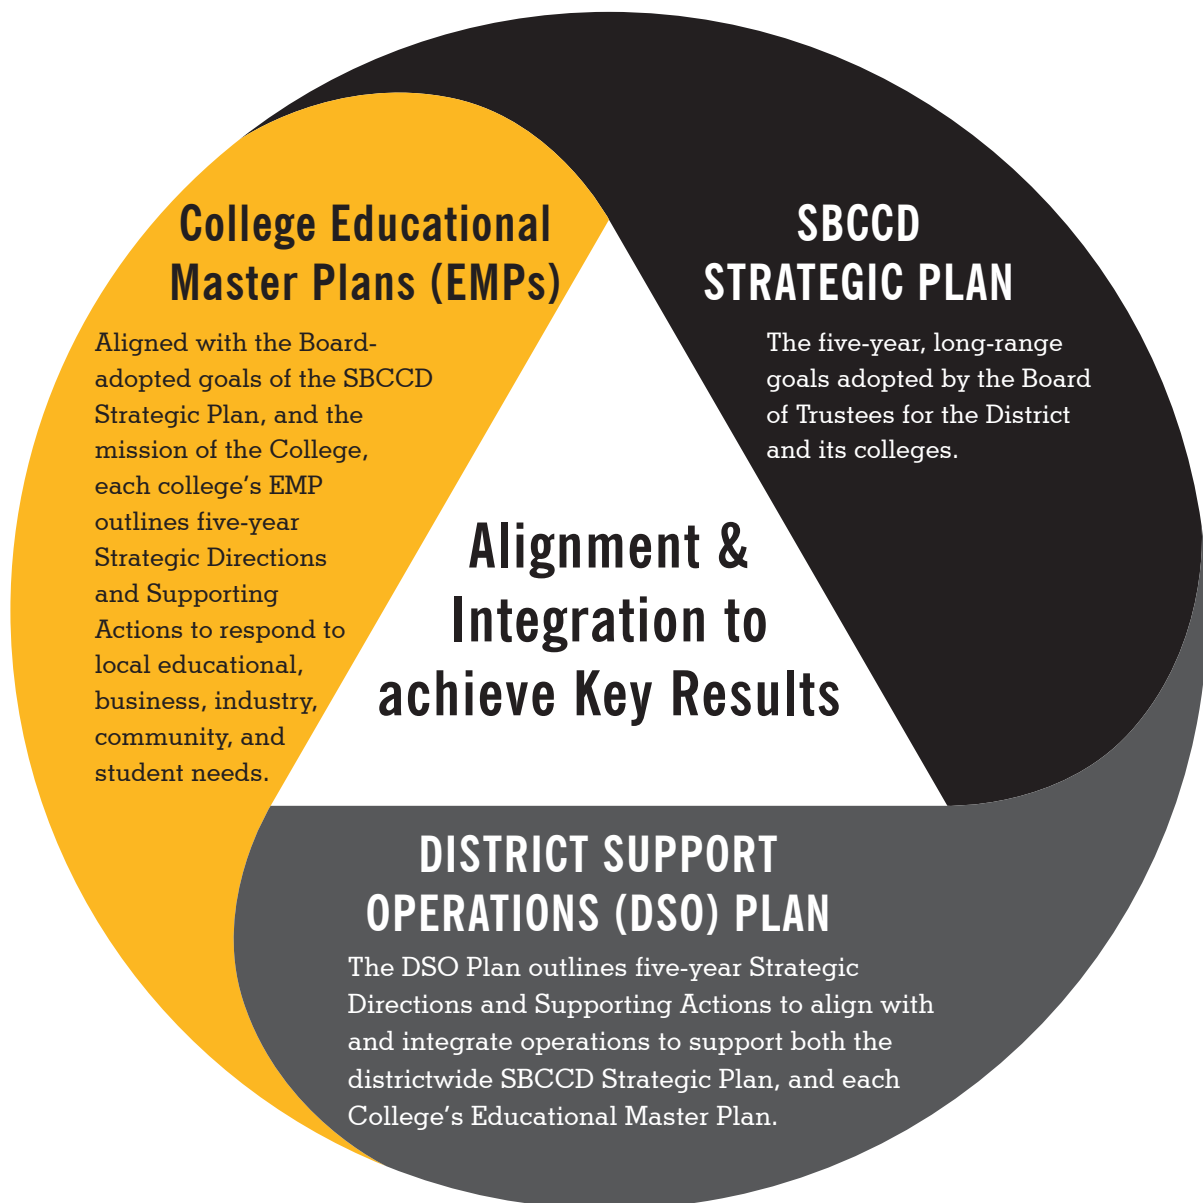 College Educational
Master Plans (EMPs)
Aligned with the Board-
adopted goals of the SBCCD
Strategic Plan, and the
mission of the College,
each college’s EMP
outlines five-year
Strategic Directions
and Supporting
Actions to respond to
local educational,
business, industry,
community, and
student needs.
SBCCD
STRATEGIC PLAN
The five-year, long-range
goals adopted by the Board
of Trustees for the District
and its colleges.
Alignment &
Integration to
achieve Key Results
DISTRICT SUPPORT
OPERATIONS (DSO) PLAN
The DSO Plan outlines five-year Strategic
Directions and Supporting Actions to align with
and integrate operations to support both the
districtwide SBCCD Strategic Plan, and each
College’s Educational Master Plan.